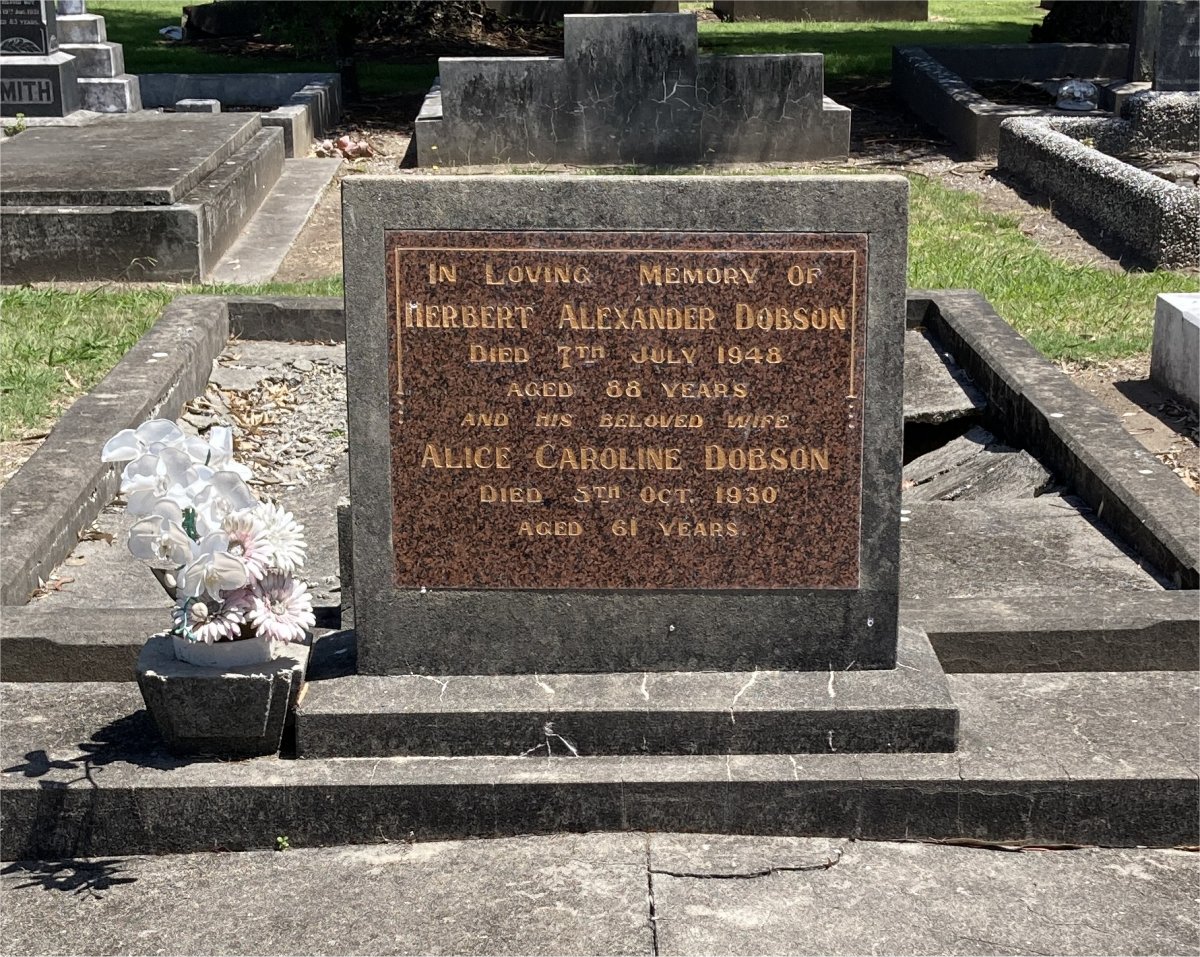 MITH
IN LOVING MEMORY OF
HERBERT ALEXANDER DOBSON
DIED 7TH JULY 1948
AGED 88 YEARS
AND HIS BELOVED WIFE
ALICE CAROLINE DOBSON
DIED 5TH OCT. 1930
AGED 61 YEARS.